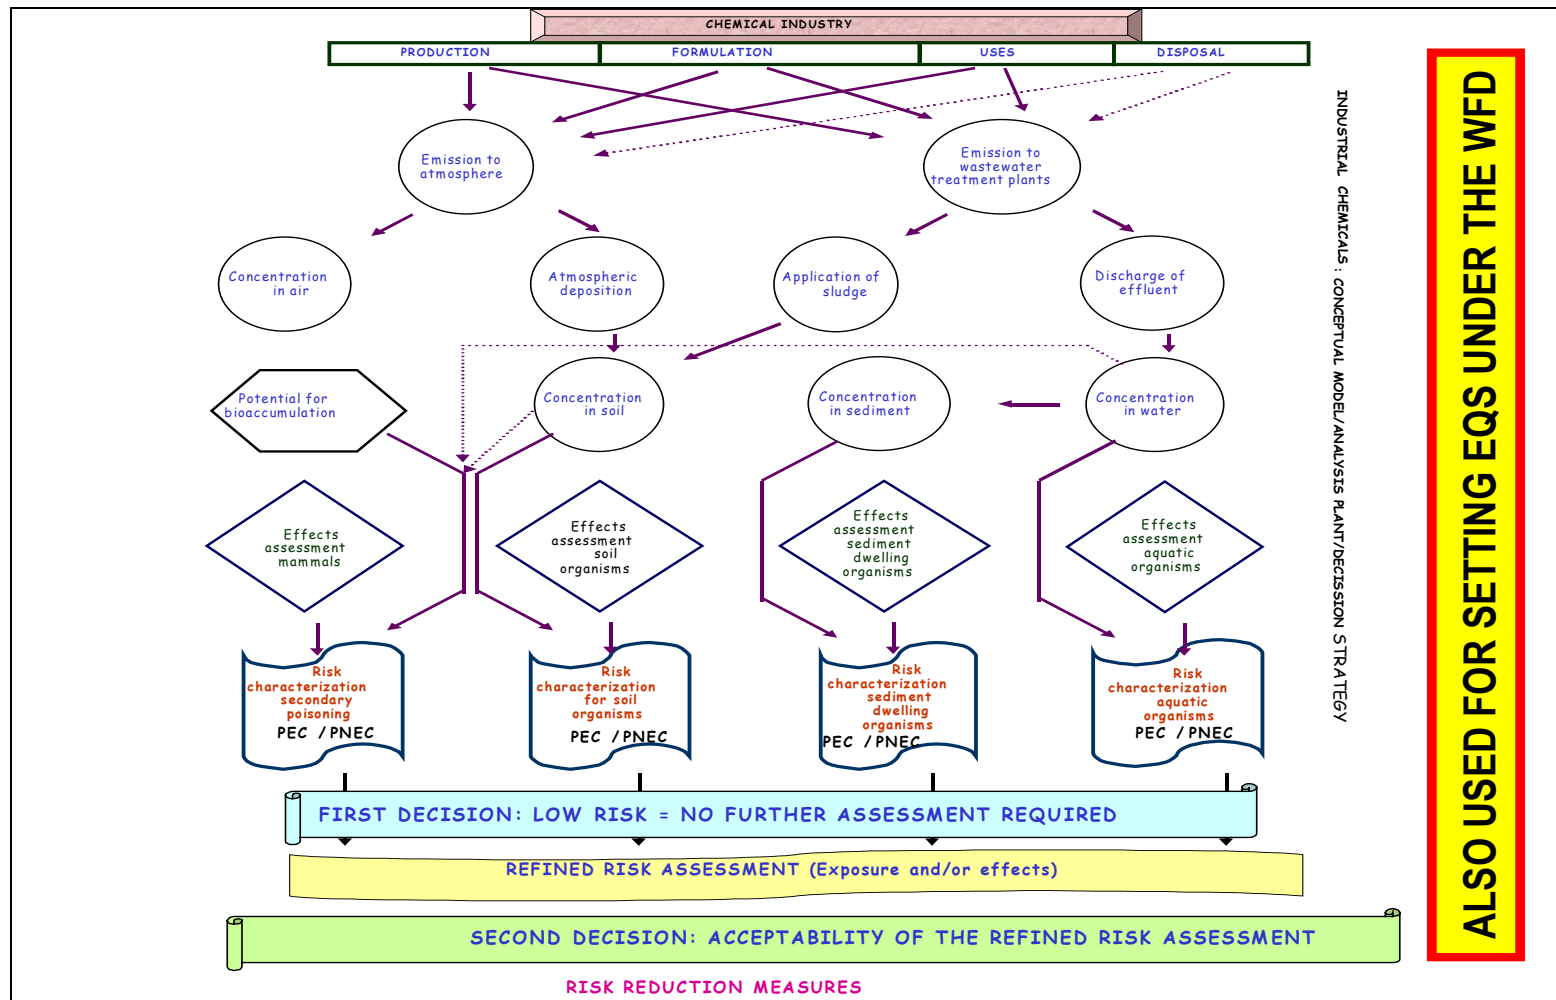 CHEMICAL INDUSTRY
PRODUCTION
FORMULATION
USES
DISPOSAL
Emission to
atmosphere
Emission to
wastewater
treatment plants
Concentration
in air
Atmospheric
deposition
Application of
sludge
Discharge of
effluent
Potential for
bioaccumulation
Concentration
in soil
Concentration
in sediment
Concentration
in water
Effects
assessment
mammals
Effects
assessment
soil
organisms
Effects
assessment
sediment
dwelling
organisms
Effects
assessment
aquatic
organisms
Risk
characterization
secondary
poisoning
PEC / PNEC
Risk
characterization
for soil
organisms
PEC / PNEC
Risk
characterization
sediment
dwelling
organisms
PEC / PNEC
Risk
characterization
aquatic
organisms
PEC / PNEC
FIRST DECISION: LOW RISK = NO FURTHER ASSESSMENT REQUIRED
REFINED RISK ASSESSMENT (Exposure and/or effects)
SECOND DECISION: ACCEPTABILITY OF THE REFINED RISK ASSESSMENT
RISK REDUCTION MEASURES
INDUSTRIAL CHEMICALS : CONCEPTUAL MODEL/ANALYSIS PLANT/DECISSION STRATEGY
ALSO USED FOR SETTING EQS UNDER THE WFD